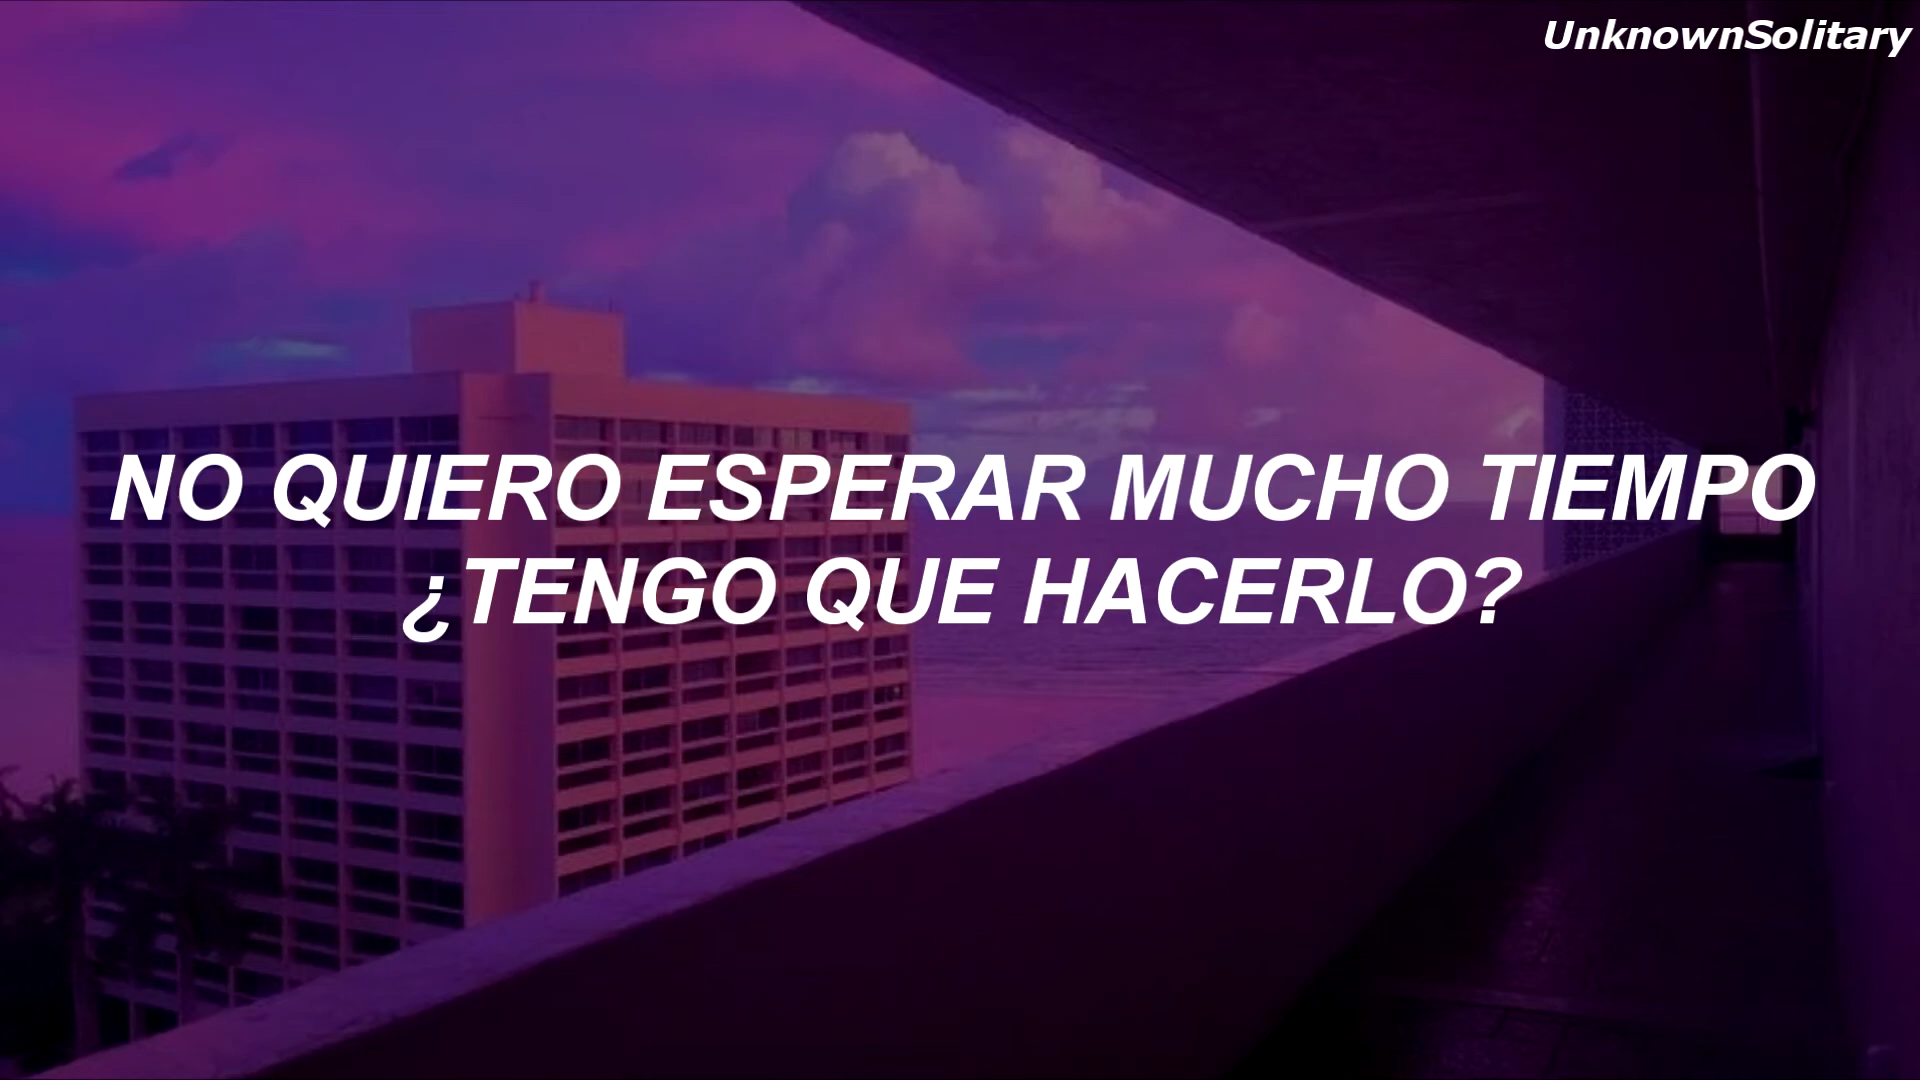 UnknownSolitary
NO QUIERO ESPERAR MUCHO TIEMPO
¿TENGO QUE HACERLO?